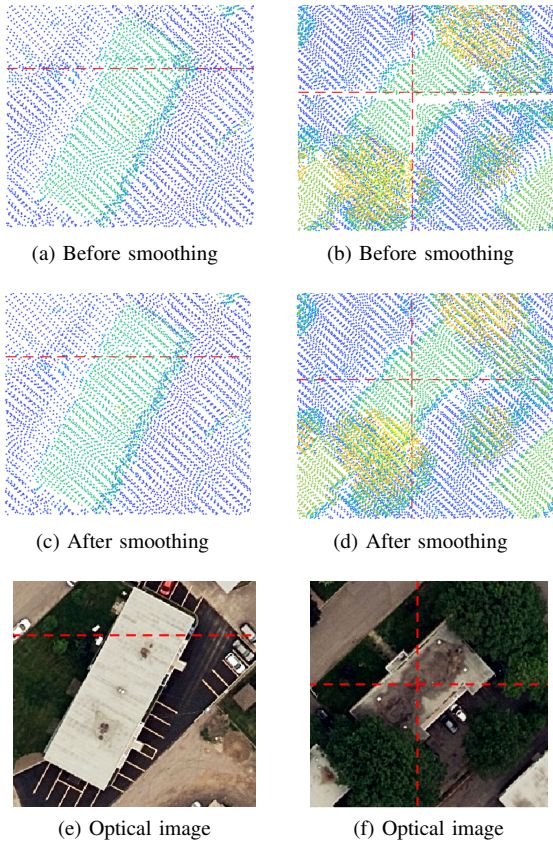 (a) Before smoothing
(b) Before smoothing
(c) After smoothing
(d) After smoothing
(e) Optical image
(f) Optical image